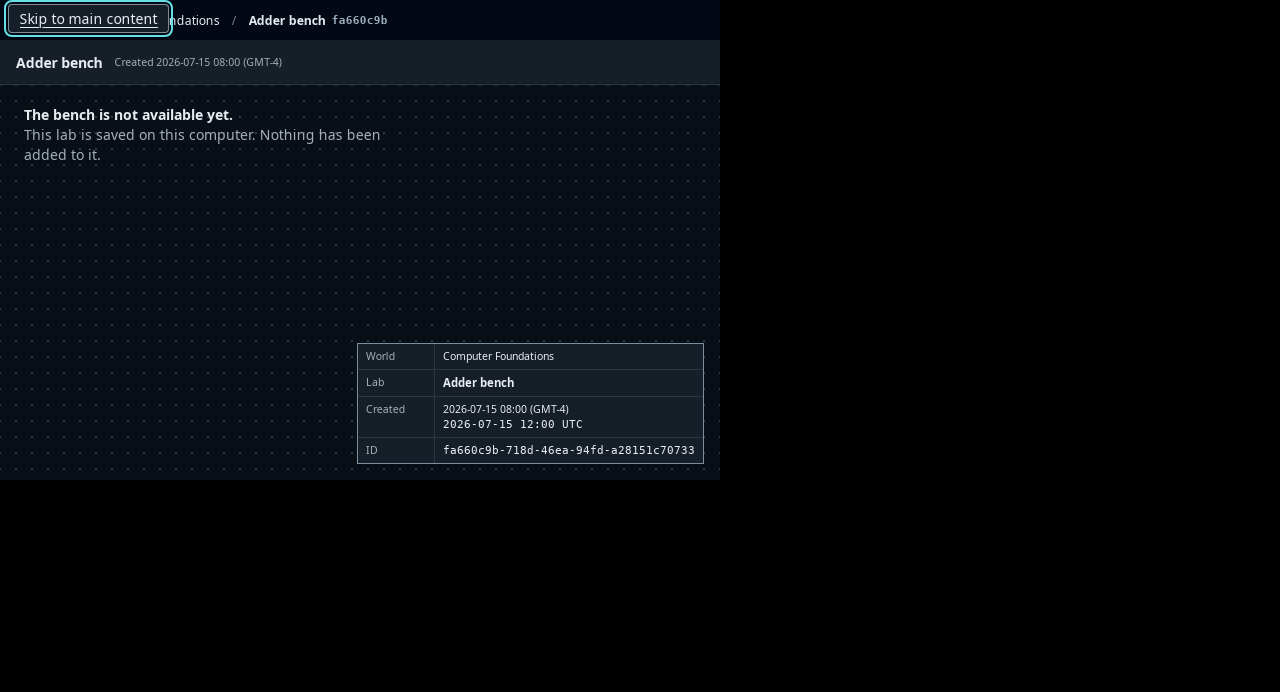 Skip to main content ndations / Adder bench fa660c9b
Adder bench Created 2026-07-15 08:00 (GMT-4)
The bench is not available yet.
This lab is saved on this computer. Nothing has been
added to it.
World Computer Foundations
Lab Adder bench
Created 2026-07-15 08:00 (GMT-4)
2026-07-15 12:00 UTC
ID fa660c9b-718d-46ea-94fd-a28151c70733